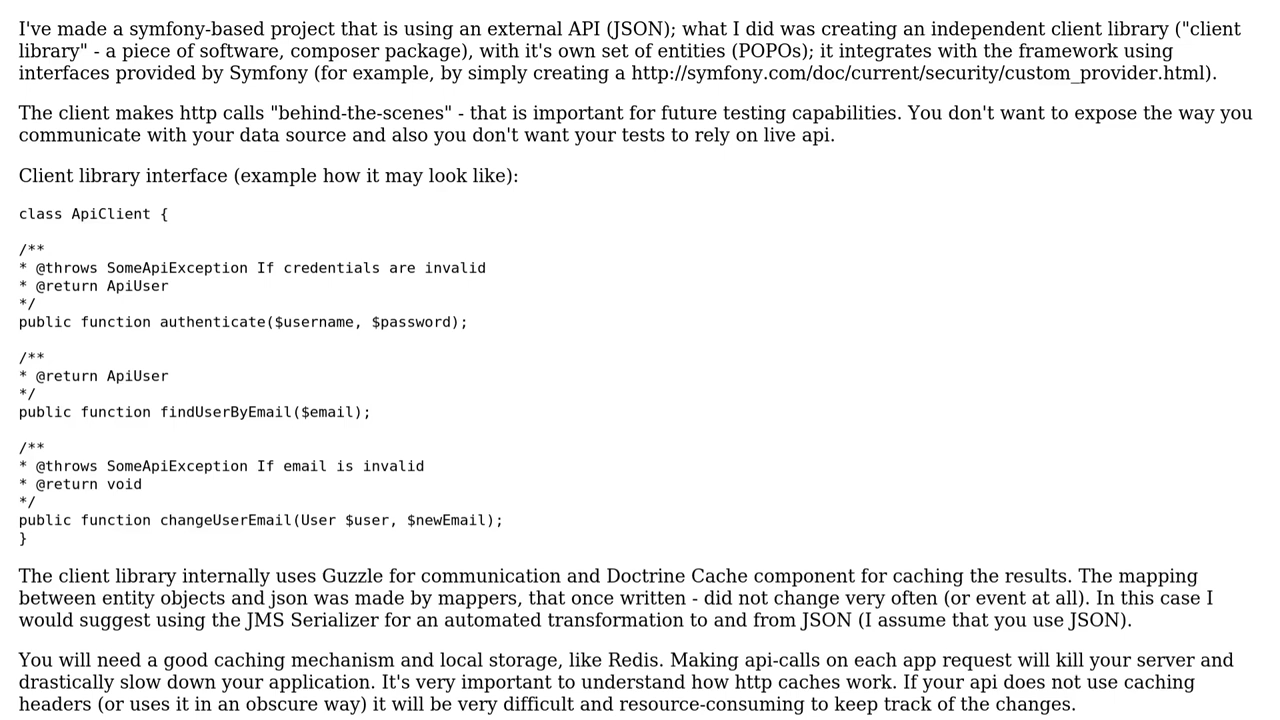 I've made a symfony-based project that is using an external API (JSON); what I did was creating an independent client library ("client
library" - a piece of software, composer package), with it's own set of entities (POPOs); it integrates with the framework using
interfaces provided by Symfony (for example, by simply creating a http://symfony.com/doc/current/security/custom_provider.html).
The client makes http calls "behind-the-scenes" - that is important for future testing capabilities. You don't want to expose the way you
communicate with your data source and also you don't want your tests to rely on live api.
Client library interface (example how it may look like):
class ApiClient {
/**
* @throws SomeApiException If credentials are invalid
* @return ApiUser
*/
public function authenticate($username, $password);
/**
* @return ApiUser
*/
public function findUserByEmail($email);
/**
* @throws SomeApiException If email is invalid
* @return void
*/
public function changeUserEmail(User $user, $newEmail);
}
The client library internally uses Guzzle for communication and Doctrine Cache component for caching the results. The mapping
between entity objects and json was made by mappers, that once written - did not change very often (or event at all). In this case I
would suggest using the JMS Serializer for an automated transformation to and from JSON (I assume that you use JSON).
You will need a good caching mechanism and local storage, like Redis. Making api-calls on each app request will kill your server and
drastically slow down your application. It's very important to understand how http caches work. If your api does not use caching
headers (or uses it in an obscure way) it will be very difficult and resource-consuming to keep track of the changes.